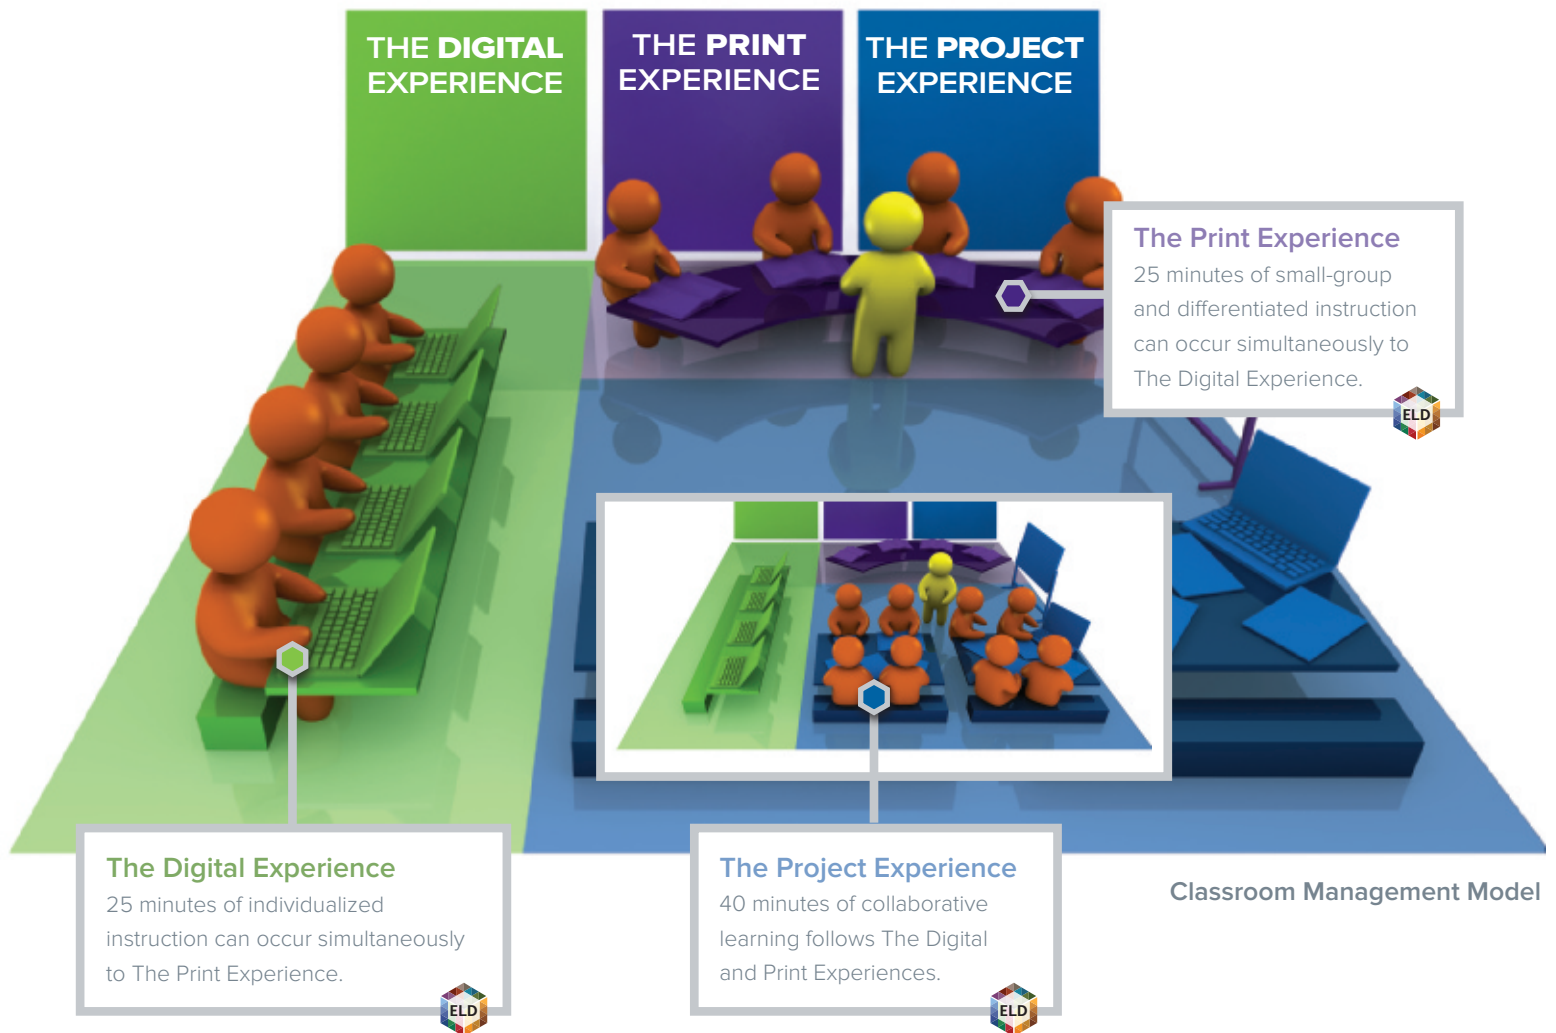 THE DIGITAL
EXPERIENCE
THE PRINT
EXPERIENCE
THE PROJECT
EXPERIENCE
The Print Experience
25 minutes of small-group
and differentiated instruction
can occur simultaneously to
The Digital Experience.
ELD
The Digital Experience
25 minutes of individualized
instruction can occur simultaneously
to The Print Experience.
ELD
The Project Experience
40 minutes of collaborative
learning follows The Digital
and Print Experiences.
ELD
Classroom Management Model